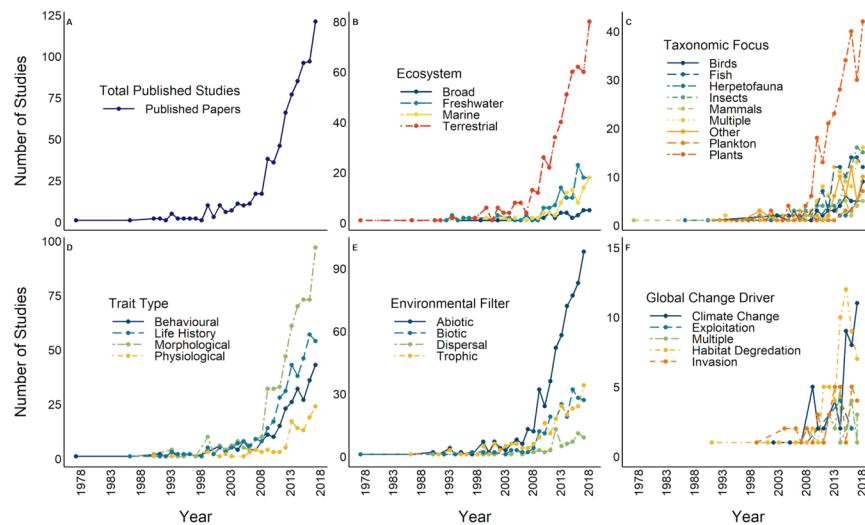 A
125
100
75
50
25
0
Number of Studies
Total Published Studies
Published Papers
B
80
60
40
20
0
Ecosystem
Broad
Freshwater
Marine
Terrestrial
C
40
30
20
10
0
Taxonomic Focus
Birds
Fish
Herpetofauna
Insects
Mammals
Multiple
Other
Plankton
Plants
D
100
75
50
25
0
Number of Studies
Trait Type
Behavioural
Life History
Morphological
Physiological
1978
1983
1993
1998
2003
2008
2013
2018
Year
E
90
60
30
0
Environmental Filter
Abiotic
Biotic
Dispersal
Trophic
1978
1983
1993
1998
2003
2008
2013
2018
Year
F
15
10
5
0
Global Change Driver
Climate Change
Exploitation
Multiple
Habitat Degredation
Invasion
1978
1983
1993
1998
2003
2008
2013
2018
Year